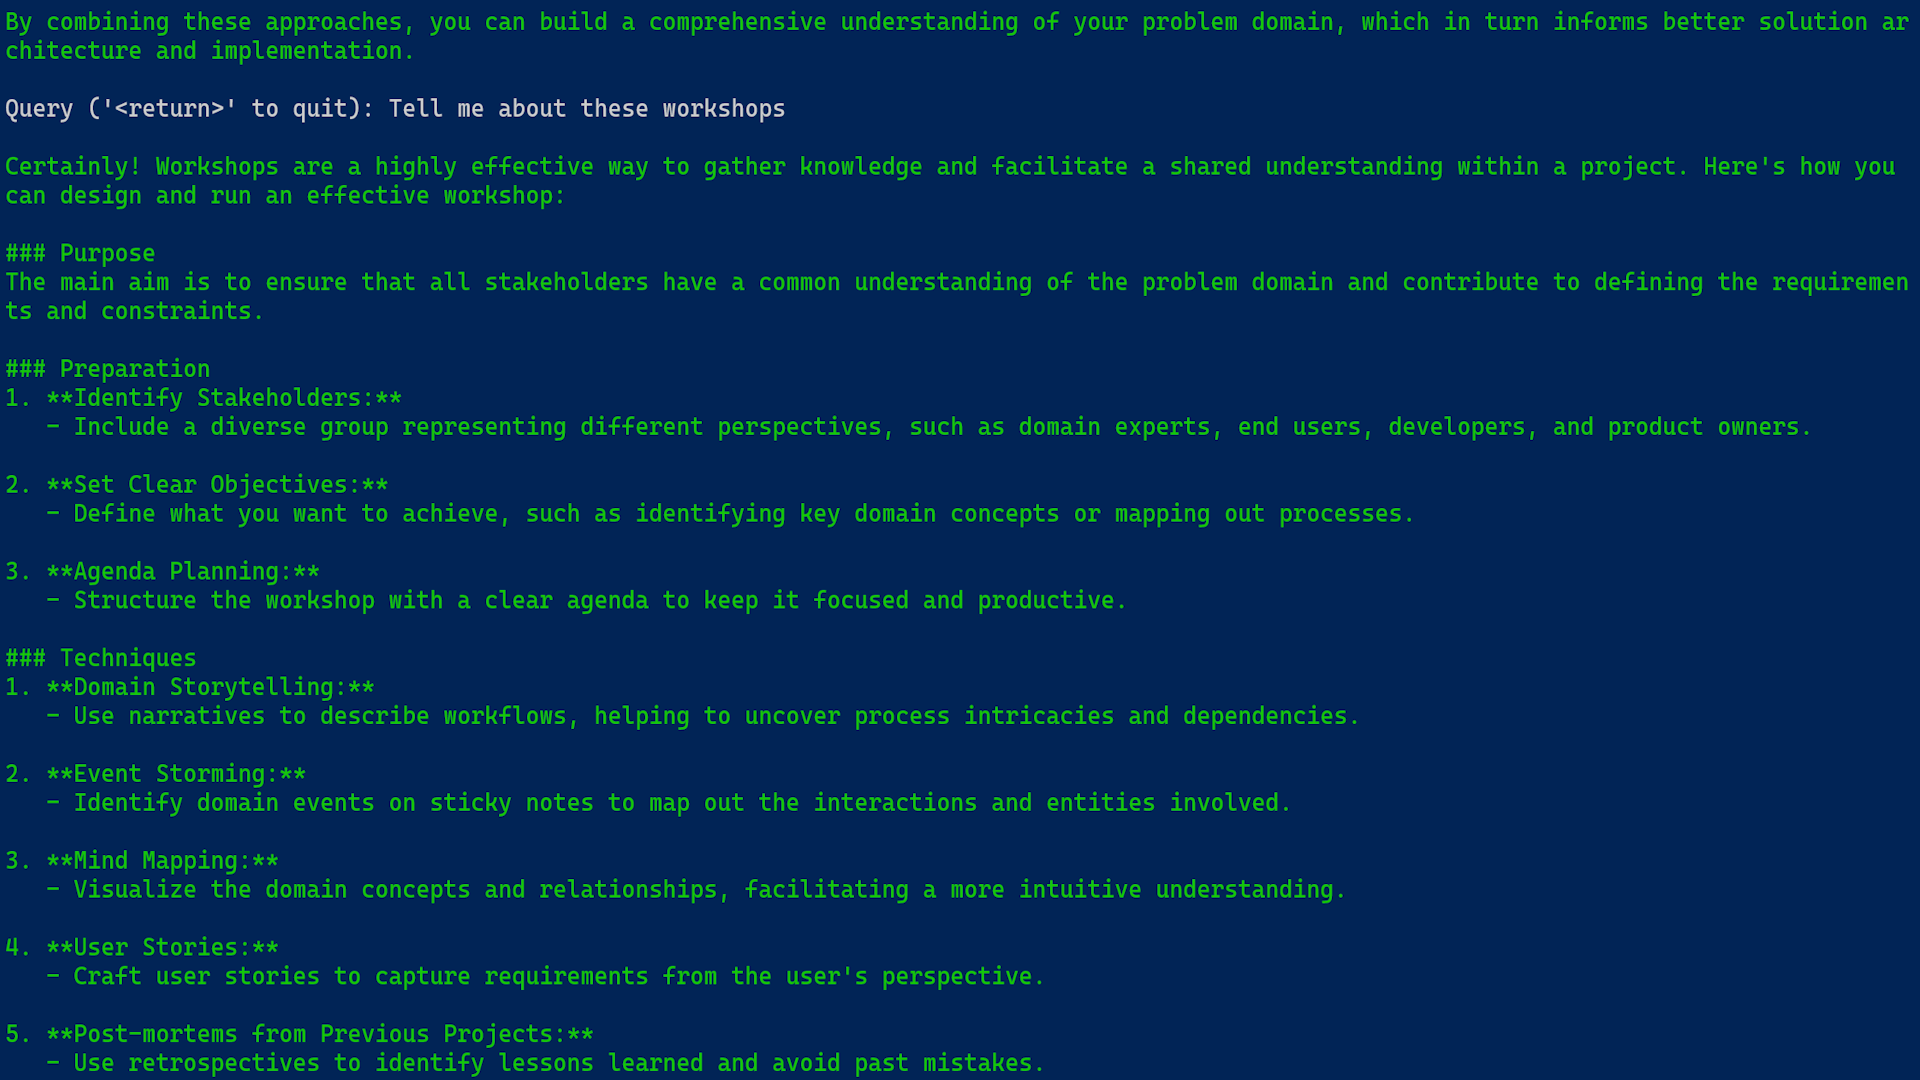 By combining these approaches, you can build a comprehensive understanding of your problem domain, which in turn informs better solution ar
chitecture and implementation.
Query ('<return>' to quit): Tell me about these workshops
Certainly! Workshops are a highly effective way to gather knowledge and facilitate a shared understanding within a project. Here's how you
can design and run an effective workshop:
### Purpose
The main aim is to ensure that all stakeholders have a common understanding of the problem domain and contribute to defining the requiremen
ts and constraints.
### Preparation
1. **Identify Stakeholders:**
   - Include a diverse group representing different perspectives, such as domain experts, end users, developers, and product owners.
2. **Set Clear Objectives:**
   - Define what you want to achieve, such as identifying key domain concepts or mapping out processes.
3. **Agenda Planning:**
   - Structure the workshop with a clear agenda to keep it focused and productive.
### Techniques
1. **Domain Storytelling:**
   - Use narratives to describe workflows, helping to uncover process intricacies and dependencies.
2. **Event Storming:**
   - Identify domain events on sticky notes to map out the interactions and entities involved.
3. **Mind Mapping:**
   - Visualize the domain concepts and relationships, facilitating a more intuitive understanding.
4. **User Stories:**
   - Craft user stories to capture requirements from the user's perspective.
5. **Post-mortems from Previous Projects:**
   - Use retrospectives to identify lessons learned and avoid past mistakes.